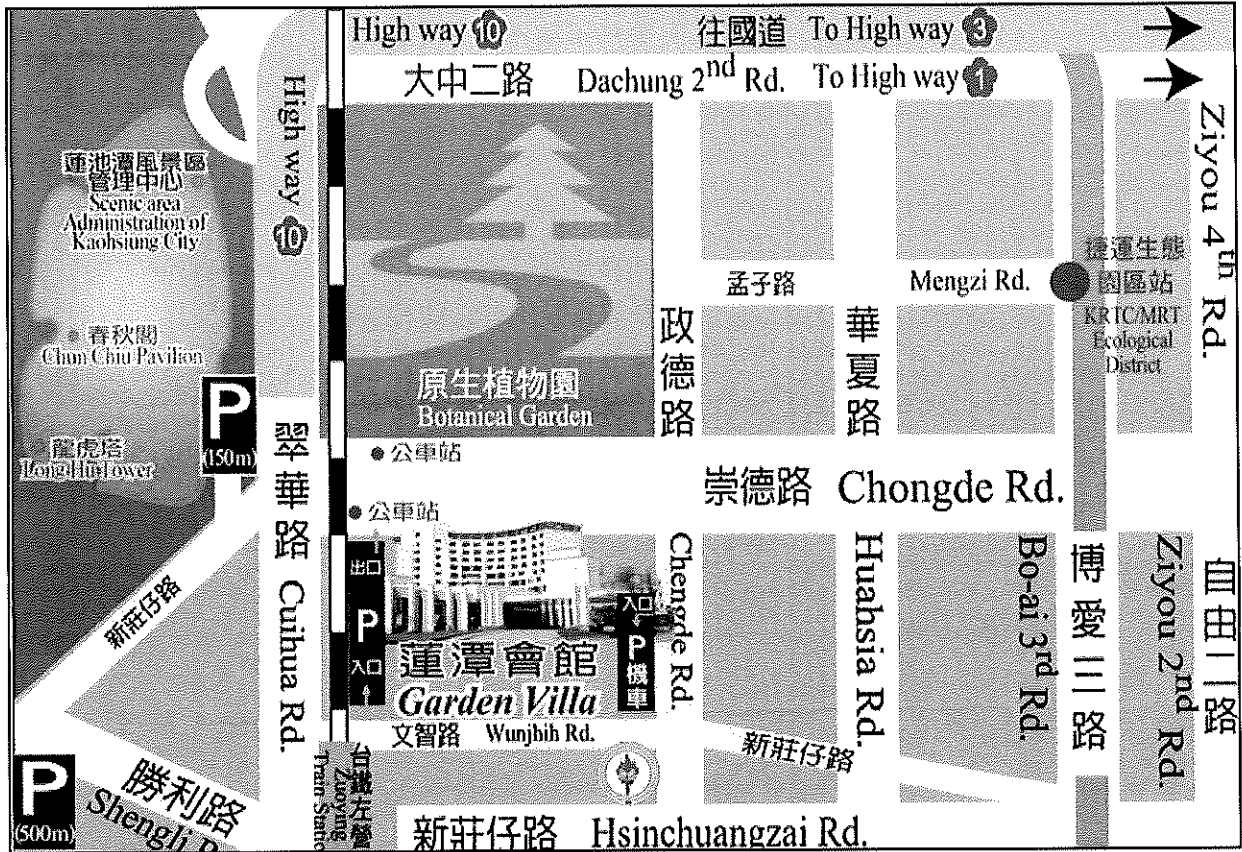 High way 10
往國道 To High way 3
大中二路 Dachung 2nd Rd. To High way 1
High way 10
蓮池潭風景區
管理中心
Scenic area
Administration of
Kaohsiung City
春秋閣
Chun Chiu Pavilion
龍虎塔
Long Hu Tower
P
(150m)
翠華路 Cuihua Rd.
新莊仔路
P
(500m)
勝利路
Shengli
原生植物園
Botanical Garden
公車站
公車站
出口
P
入口
入口
P
機車
蓮潭會館
Garden Villa
文智路 Wunjhih Rd.
台鐵左營
Zuoying
Train Statio
政德路
Chengde Rd.
華夏路
Huahsia Rd.
孟子路 Mengzi Rd.
捷運生態
園區站
KRTC/MRT
Ecological
District
Ziyou 4th Rd.
崇德路 Chongde Rd.
Bo-ai 3rd Rd.
博愛三路
Ziyou 2nd Rd.
自由二路
新莊仔路
新莊仔路 Hsinchuangzai Rd.